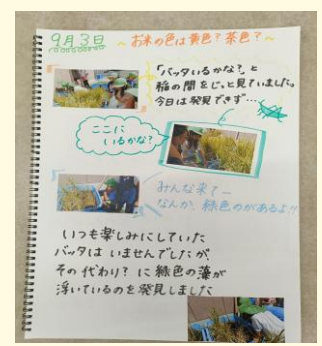 9月3日 ～お米の色は黄色？茶色？～
「バッタいるかな？」と
稲の間をじっと見ていました。
今日は発見できず…
ここに
いるかな？
みんな来てー
なんか、緑色のがあるよ!!
いつも楽しみにしていた
バッタは いませんでしたが、
その代わり？に緑色の藻が
浮いているのを発見しました